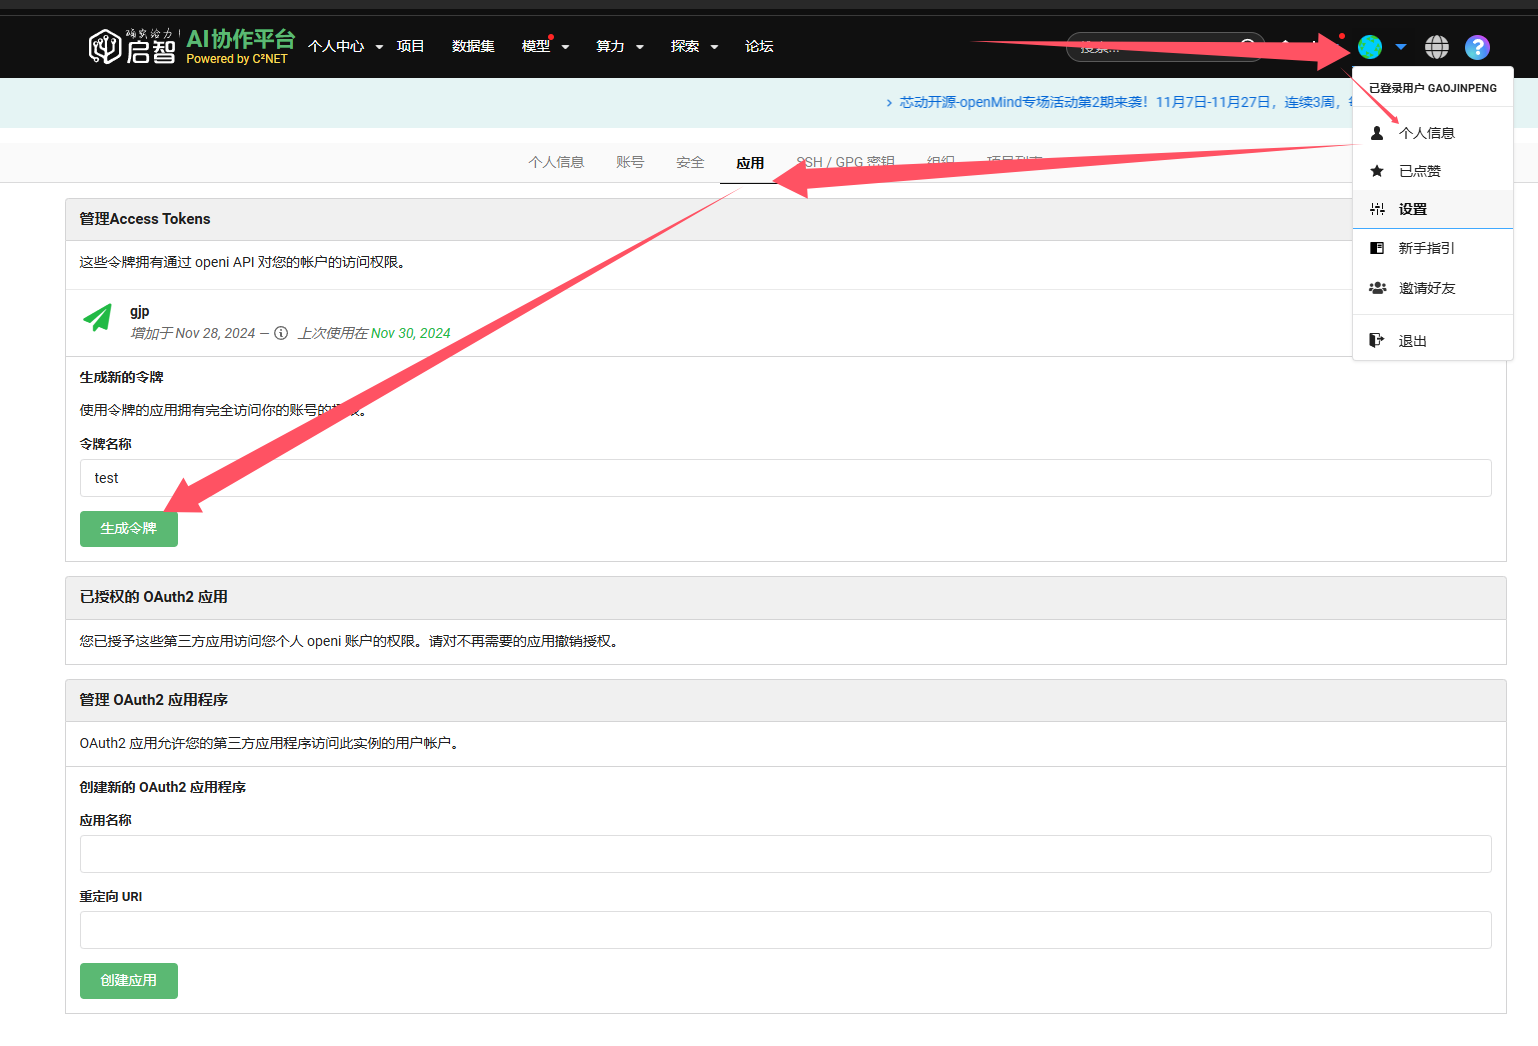 启智
AI协作平台
Powered by C²NET
个人中心 项目 数据集 模型 算力 探索 论坛
芯动开源-openMind专场活动第2期来袭！11月7日-11月27日，连续3周，
已登录用户 GAOJINPENG
个人信息
已点赞
设置
新手指引
邀请好友
退出
个人信息 账号 安全 应用 SSH / GPG 密钥 组织 项目列表
管理Access Tokens
这些令牌拥有通过 openi API 对您的帐户的访问权限。
gjp
增加于 Nov 28, 2024 — 上次使用在 Nov 30, 2024
生成新的令牌
使用令牌的应用拥有完全访问你的账号的权限。
令牌名称
test
生成令牌
已授权的 OAuth2 应用
您已授予这些第三方应用访问您个人 openi 账户的权限。请对不再需要的应用撤销授权。
管理 OAuth2 应用程序
OAuth2 应用允许您的第三方应用程序访问此实例的用户帐户。
创建新的 OAuth2 应用程序
应用名称
重定向 URI
创建应用